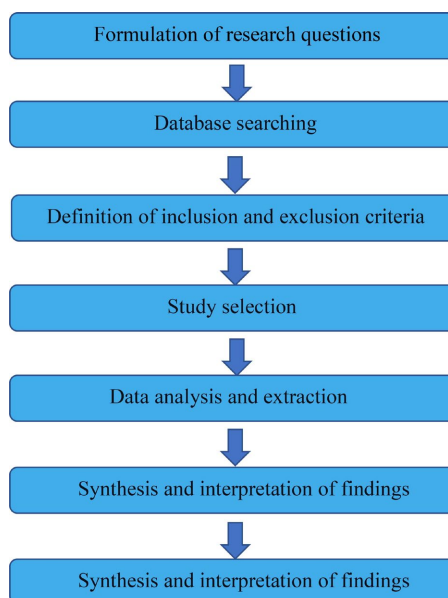 Formulation of research questions
Database searching
Definition of inclusion and exclusion criteria
Study selection
Data analysis and extraction
Synthesis and interpretation of findings
Synthesis and interpretation of findings